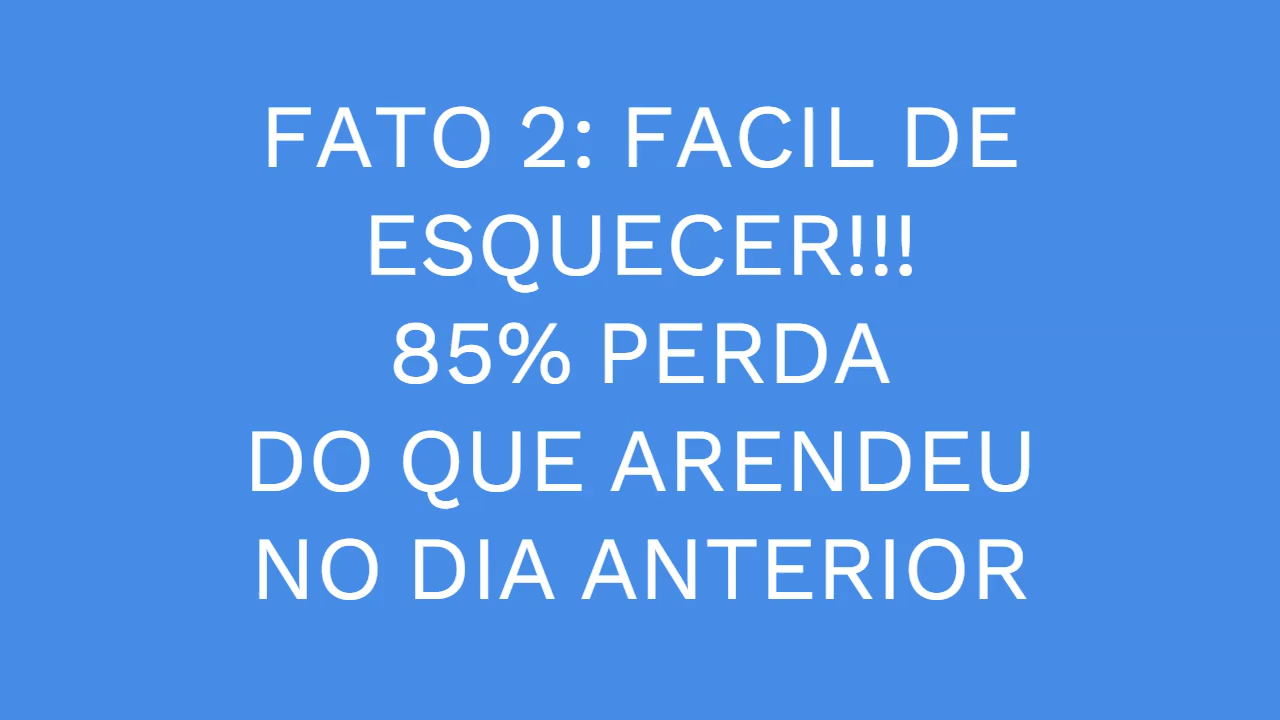 FATO 2: FACIL DE
ESQUECER!!!
85% PERDA
DO QUE ARENDEU
NO DIA ANTERIOR